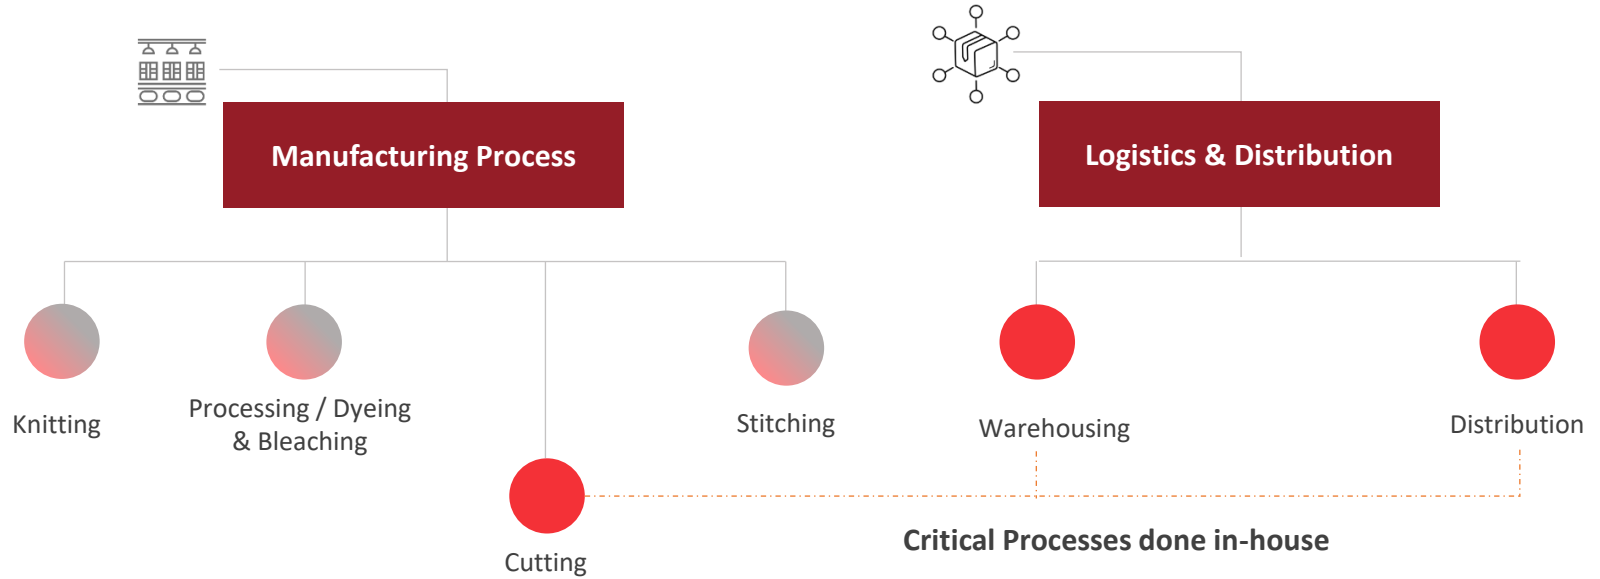 Manufacturing Process
Logistics & Distribution
Knitting
Processing / Dyeing
& Bleaching
Stitching
Warehousing
Distribution
Cutting
Critical Processes done in-house